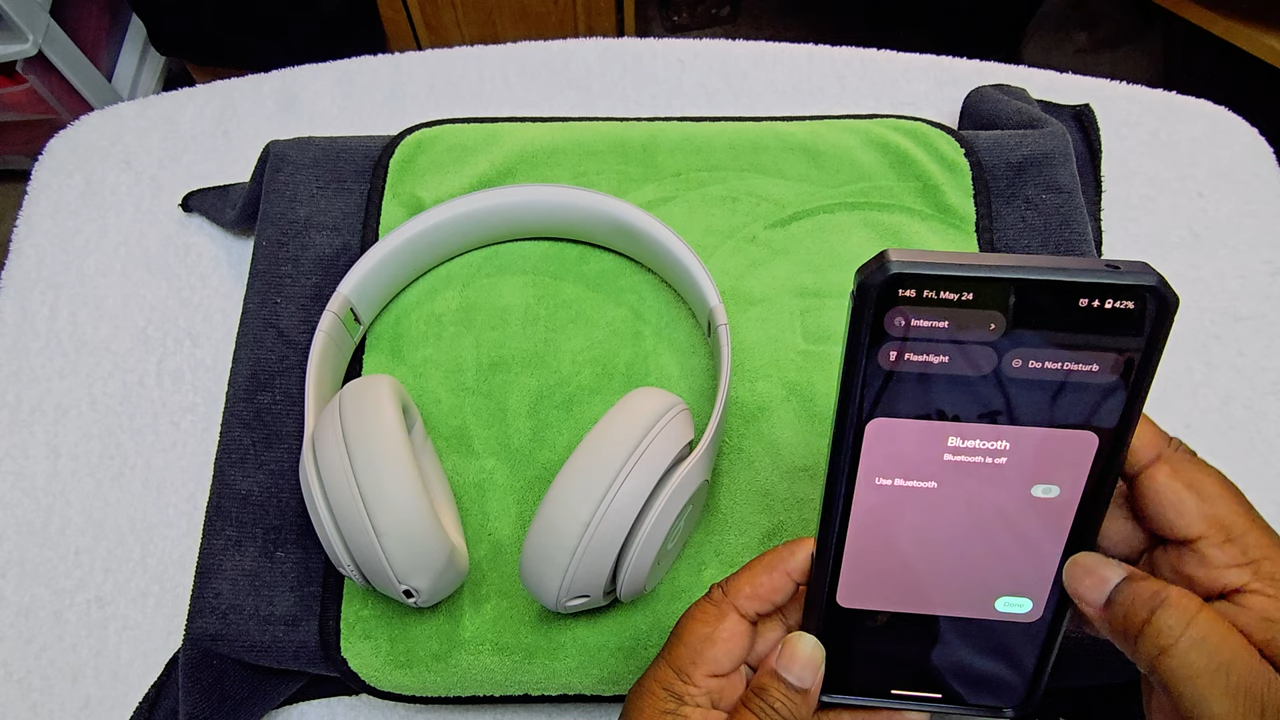 1:45 Fri, May 24
42%
Internet
Flashlight
Do Not Disturb
Bluetooth
Bluetooth is off
Use Bluetooth
Done